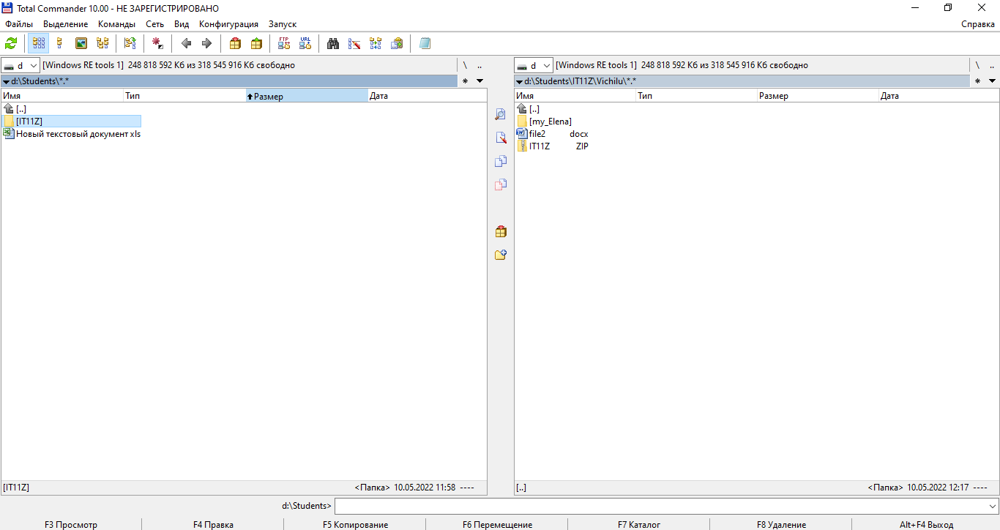 Total Commander 10.00 - НЕ ЗАРЕГИСТРИРОВАНО
Файлы Выделение Команды Сеть Вид Конфигурация Запуск Справка
FTP URL
d [Windows RE tools 1] 248 818 592 Кб из 318 545 916 Кб свободно \ ..
d [Windows RE tools 1] 248 818 592 Кб из 318 545 916 Кб свободно \ ..
d:\Students\*.* *
d:\Students\IT11Z\Vichilu\*.* *
Имя Тип Размер Дата
[..]
[IT11Z]
Новый текстовый документ xls
Имя Тип Размер Дата
[..]
[my_Elena]
file2 docx
IT11Z ZIP
[IT11Z] <Папка> 10.05.2022 11:58 ----
[..] <Папка> 10.05.2022 12:17 ----
d:\Students>
F3 Просмотр F4 Правка F5 Копирование F6 Перемещение F7 Каталог F8 Удаление Alt+F4 Выход